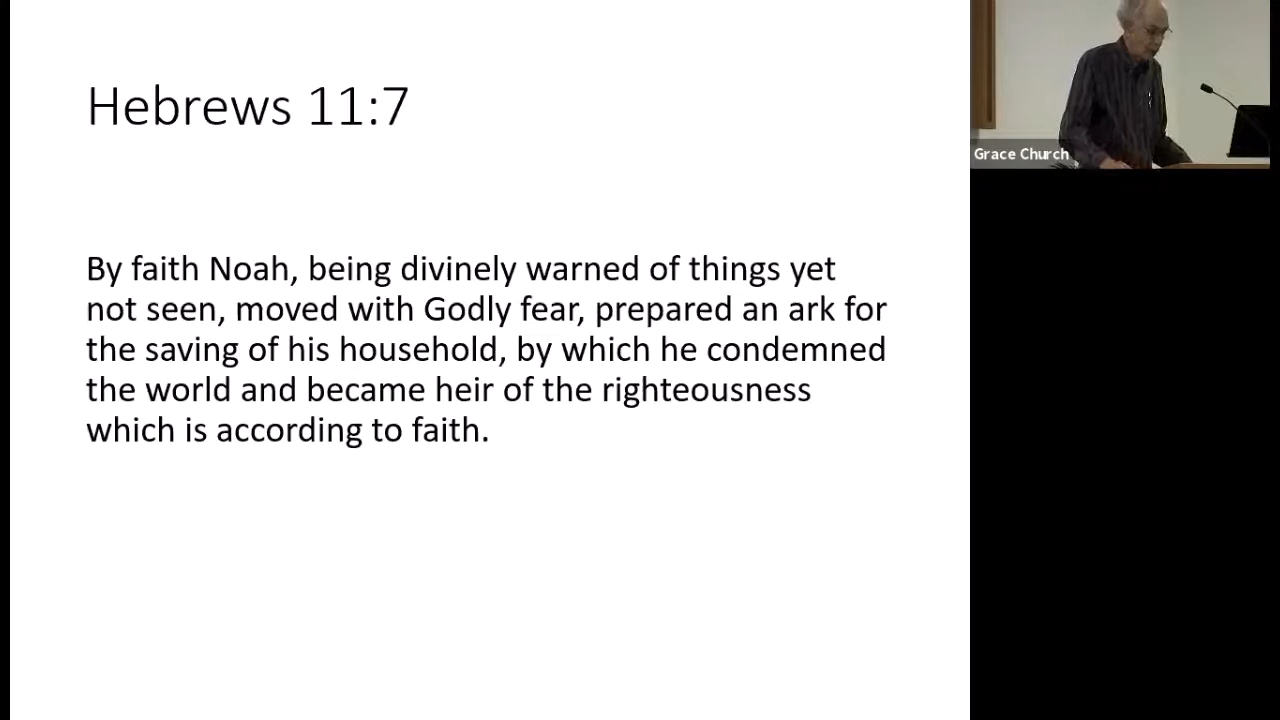 Hebrews 11:7
By faith Noah, being divinely warned of things yet
not seen, moved with Godly fear, prepared an ark for
the saving of his household, by which he condemned
the world and became heir of the righteousness
which is according to faith.
Grace Church